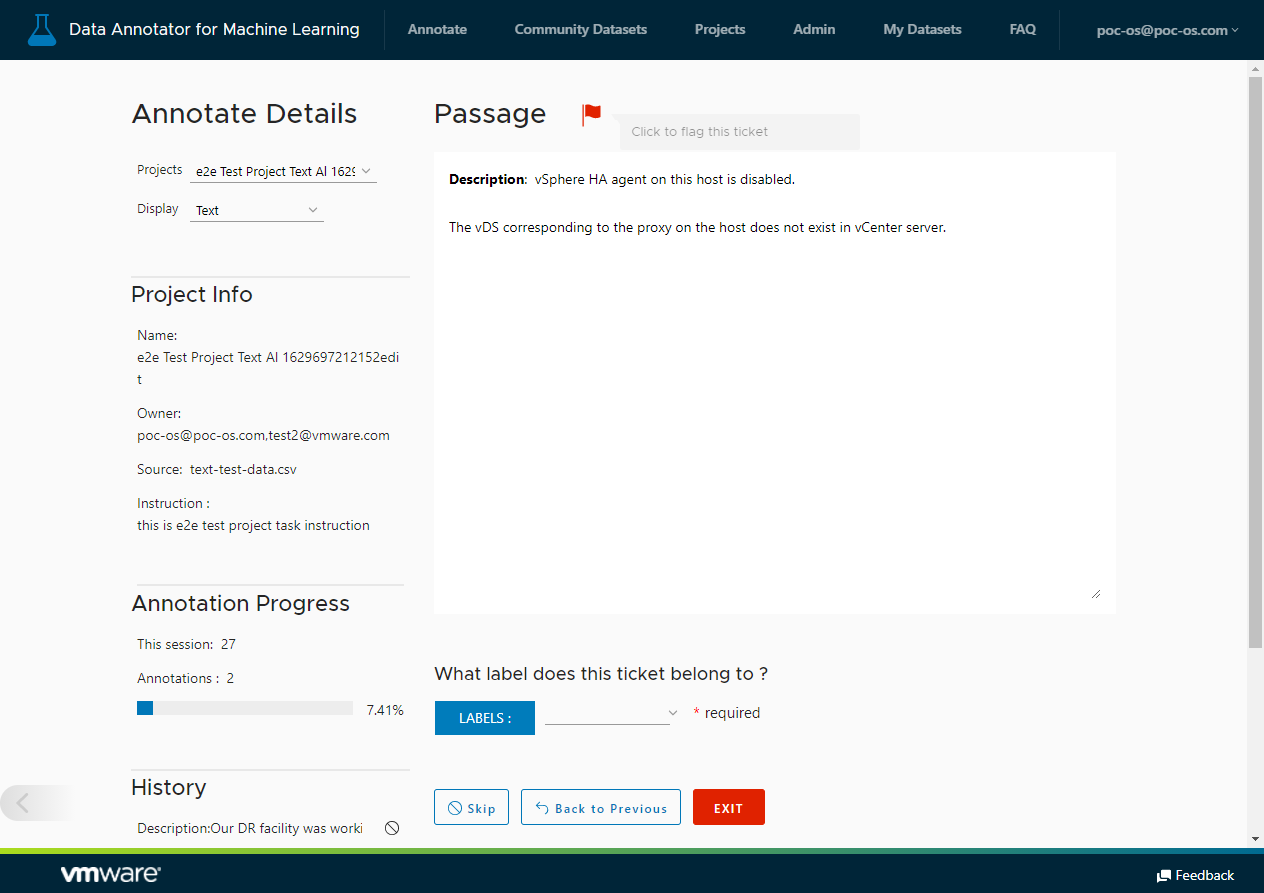 Data Annotator for Machine Learning
Annotate
Community Datasets
Projects
Admin
My Datasets
FAQ
poc-os@poc-os.com
Annotate Details
Projects
e2e Test Project Text Al 1629
Display
Text
Project Info
Name:
e2e Test Project Text Al 1629697212152edi
t
Owner:
poc-os@poc-os.com,test2@vmware.com
Source: text-test-data.csv
Instruction :
this is e2e test project task instruction
Annotation Progress
This session: 27
Annotations : 2
7.41%
History
Description:Our DR facility was worki
Passage
Click to flag this ticket
Description: vSphere HA agent on this host is disabled.
The vDS corresponding to the proxy on the host does not exist in vCenter server.
What label does this ticket belong to ?
LABELS :
* required
Skip
Back to Previous
EXIT
vmware
Feedback